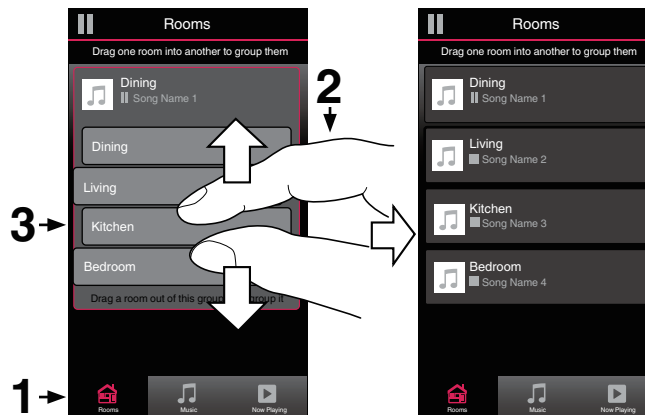 Rooms
Drag one room into another to group them
Dining
Song Name 1
2
Dining
Living
3
Kitchen
Bedroom
Drag a room out of this group group it
1
Rooms
Music
Now Playing
Rooms
Drag one room into another to group them
Dining
Song Name 1
Living
Song Name 2
Kitchen
Song Name 3
Bedroom
Song Name 4
Rooms
Music
Now Playing